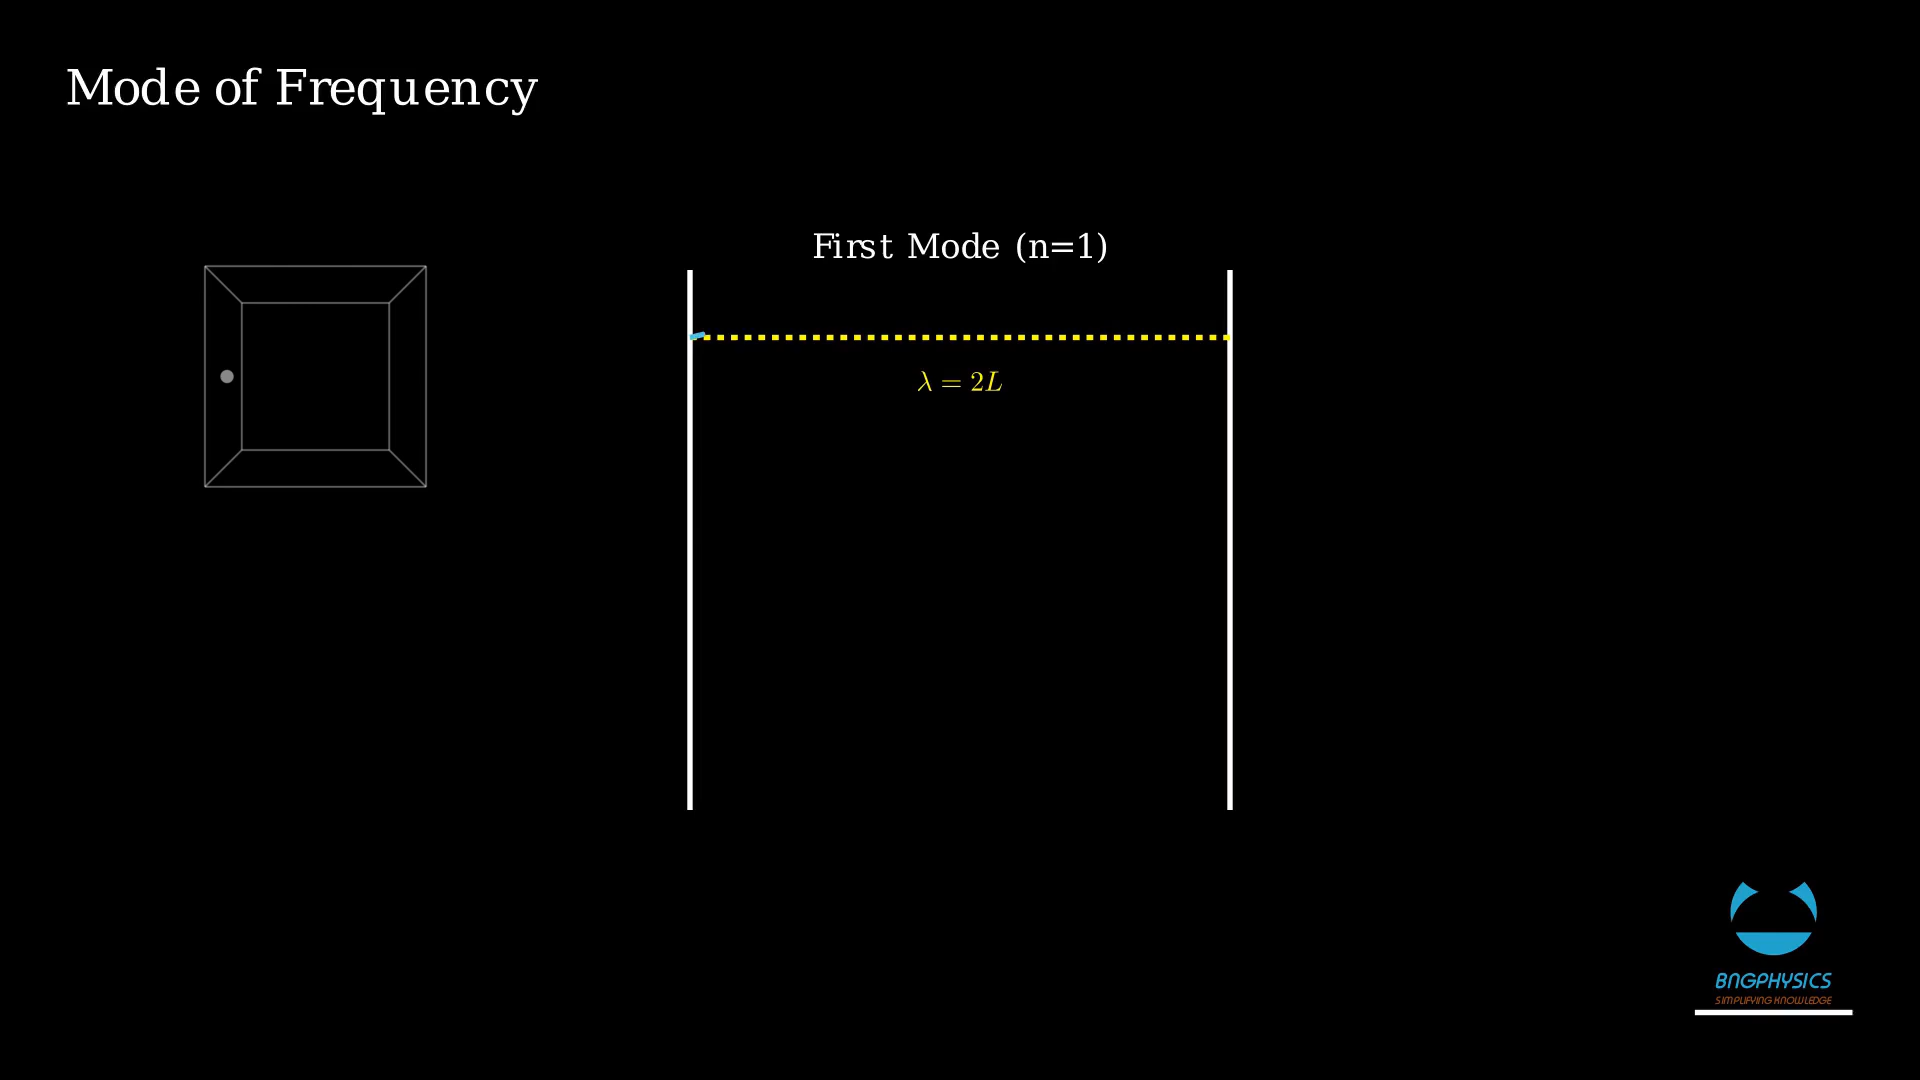 Mode of Frequency
First Mode (n=1)
λ = 2L
BNGPHYSICS
SIMPLIFYING KNOWLEDGE